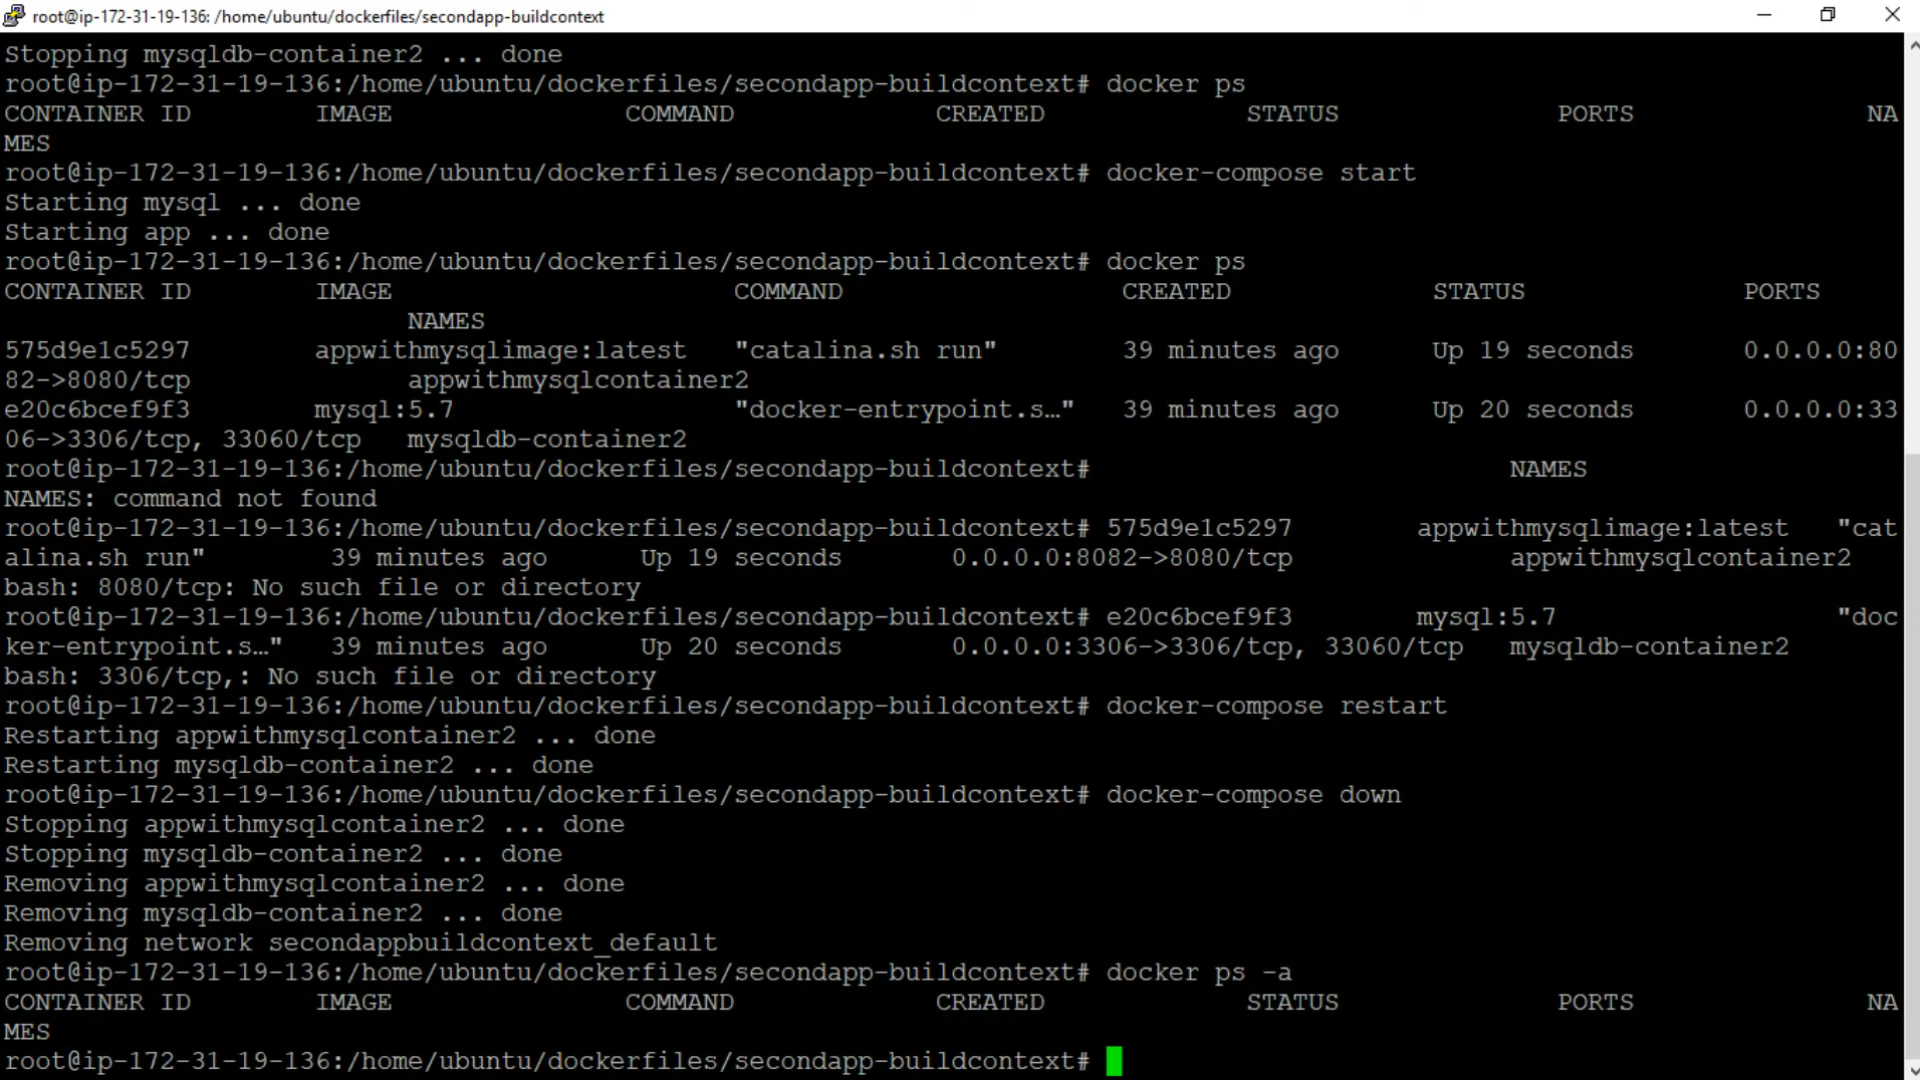 root@ip-172-31-19-136: /home/ubuntu/dockerfiles/secondapp-buildcontext
Stopping mysqldb-container2 ... done
root@ip-172-31-19-136:/home/ubuntu/dockerfiles/secondapp-buildcontext# docker ps
CONTAINER ID        IMAGE               COMMAND             CREATED             STATUS              PORTS               NA
MES
root@ip-172-31-19-136:/home/ubuntu/dockerfiles/secondapp-buildcontext# docker-compose start
Starting mysql ... done
Starting app ... done
root@ip-172-31-19-136:/home/ubuntu/dockerfiles/secondapp-buildcontext# docker ps
CONTAINER ID        IMAGE                      COMMAND                  CREATED             STATUS              PORTS
                          NAMES
575d9e1c5297        appwithmysqlimage:latest   "catalina.sh run"        39 minutes ago      Up 19 seconds       0.0.0.0:80
82->8080/tcp              appwithmysqlcontainer2
e20c6bcef9f3        mysql:5.7                  "docker-entrypoint.s…"   39 minutes ago      Up 20 seconds       0.0.0.0:33
06->3306/tcp, 33060/tcp   mysqldb-container2
root@ip-172-31-19-136:/home/ubuntu/dockerfiles/secondapp-buildcontext#                           NAMES
NAMES: command not found
root@ip-172-31-19-136:/home/ubuntu/dockerfiles/secondapp-buildcontext# 575d9e1c5297        appwithmysqlimage:latest   "cat
alina.sh run"        39 minutes ago      Up 19 seconds       0.0.0.0:8082->8080/tcp              appwithmysqlcontainer2
bash: 8080/tcp: No such file or directory
root@ip-172-31-19-136:/home/ubuntu/dockerfiles/secondapp-buildcontext# e20c6bcef9f3        mysql:5.7                  "doc
ker-entrypoint.s…"   39 minutes ago      Up 20 seconds       0.0.0.0:3306->3306/tcp, 33060/tcp   mysqldb-container2
bash: 3306/tcp,: No such file or directory
root@ip-172-31-19-136:/home/ubuntu/dockerfiles/secondapp-buildcontext# docker-compose restart
Restarting appwithmysqlcontainer2 ... done
Restarting mysqldb-container2 ... done
root@ip-172-31-19-136:/home/ubuntu/dockerfiles/secondapp-buildcontext# docker-compose down
Stopping appwithmysqlcontainer2 ... done
Stopping mysqldb-container2 ... done
Removing appwithmysqlcontainer2 ... done
Removing mysqldb-container2 ... done
Removing network secondappbuildcontext_default
root@ip-172-31-19-136:/home/ubuntu/dockerfiles/secondapp-buildcontext# docker ps -a
CONTAINER ID        IMAGE               COMMAND             CREATED             STATUS              PORTS               NA
MES
root@ip-172-31-19-136:/home/ubuntu/dockerfiles/secondapp-buildcontext#